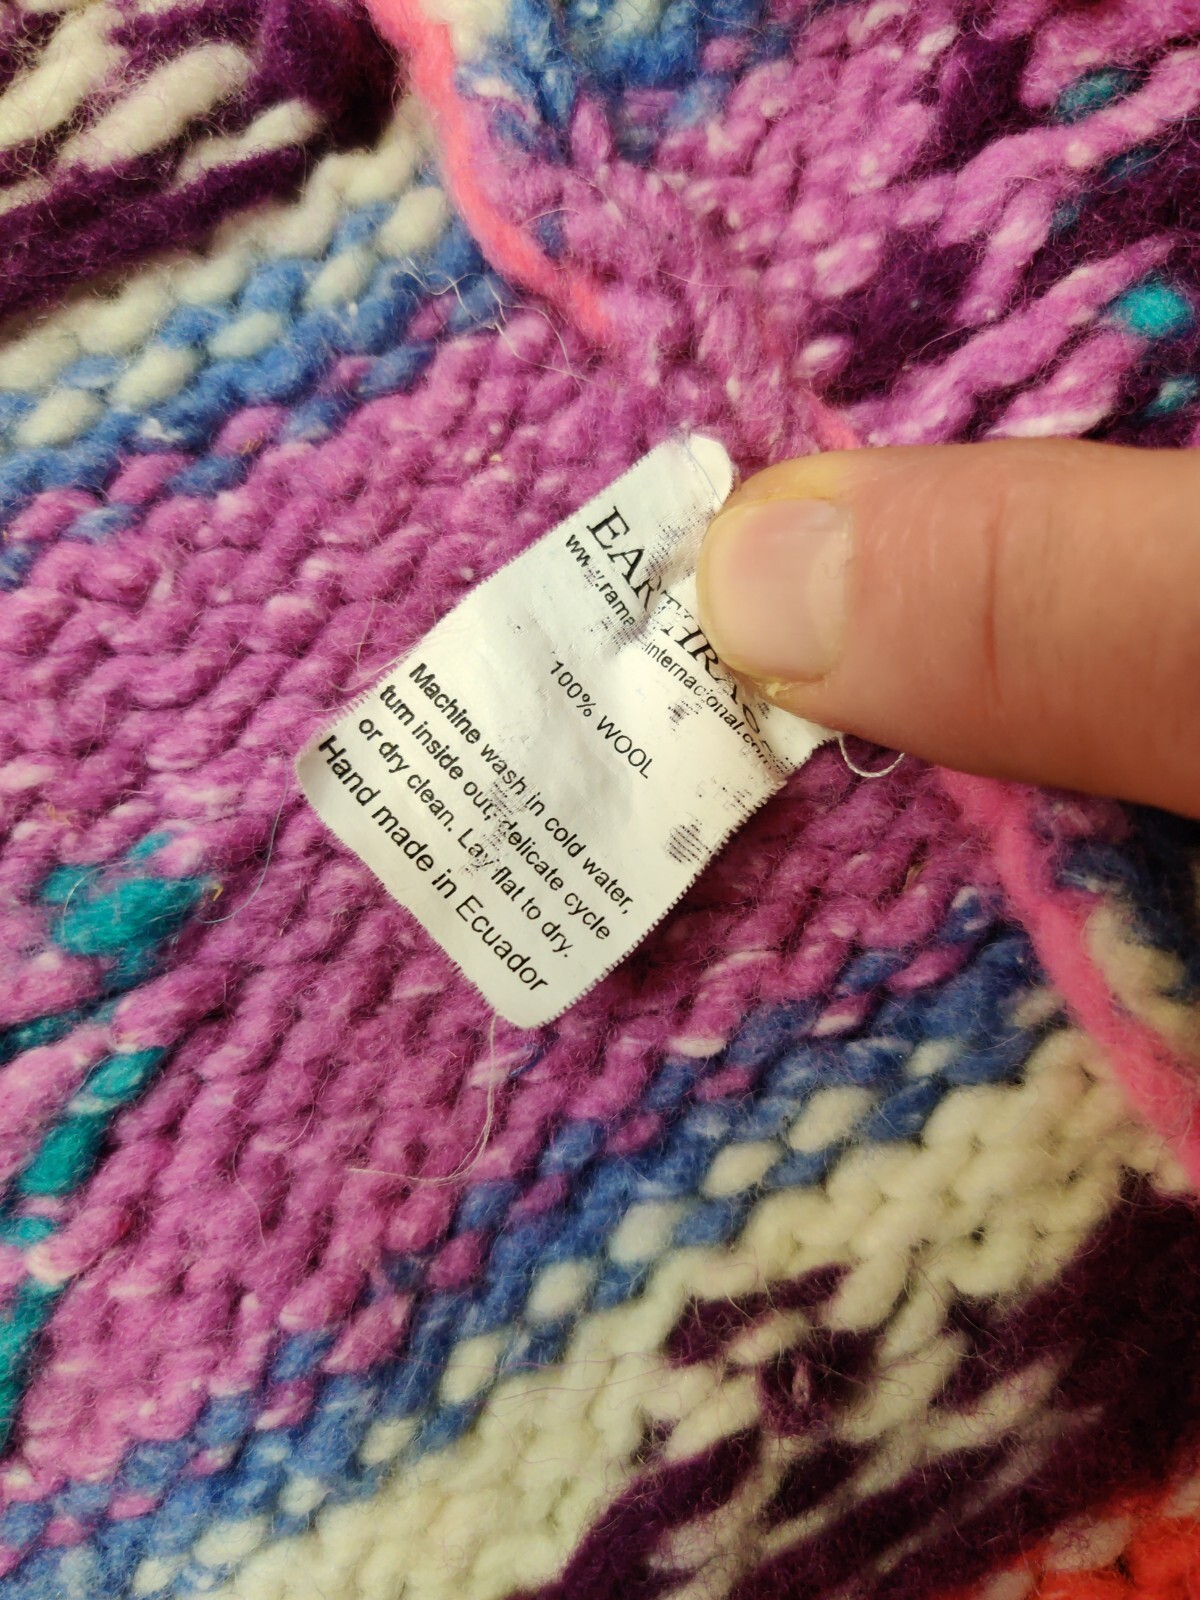 100% WOOL
Machine wash in cold water,
turn inside out, delicate cycle
or dry clean. Lay flat to dry.
Hand made in Ecuador